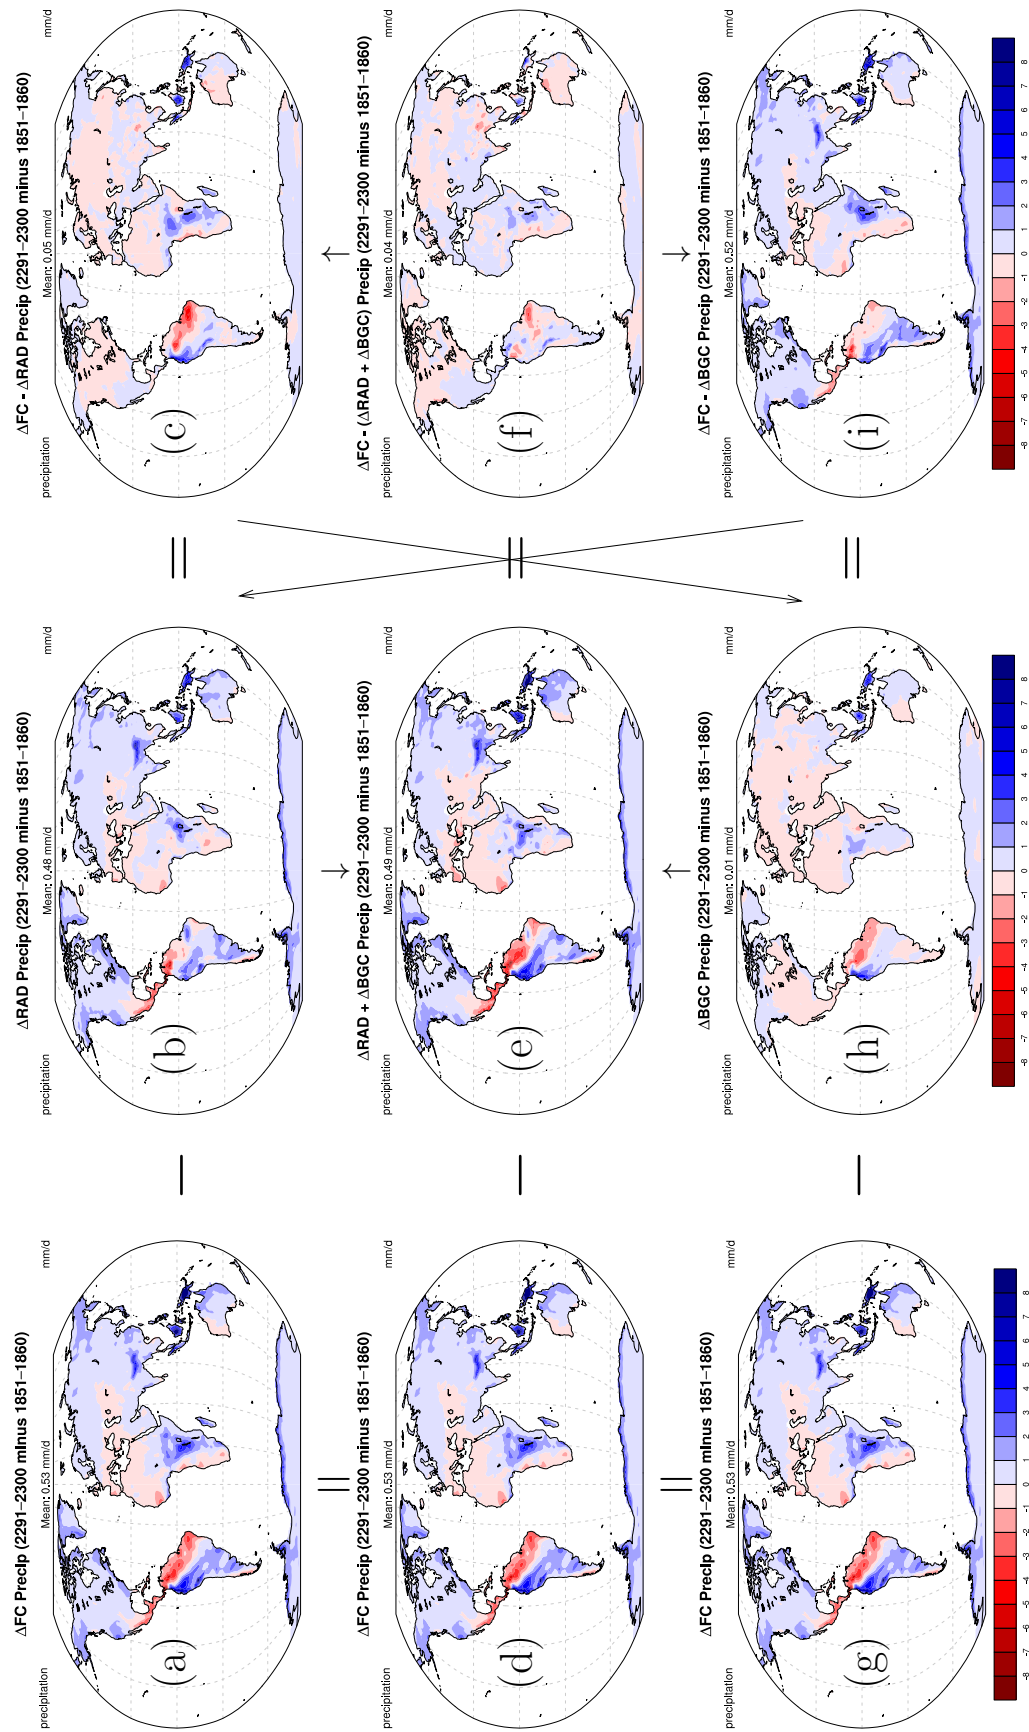 ΔFC Precip (2291−2300 minus 1851−1860)
precipitation Mean: 0.53 mm/d mm/d
(a)
−
ΔRAD Precip (2291−2300 minus 1851−1860)
precipitation Mean: 0.48 mm/d mm/d
(b)
=
ΔFC - ΔRAD Precip (2291−2300 minus 1851−1860)
precipitation Mean: 0.05 mm/d mm/d
(c)
=
ΔFC Precip (2291−2300 minus 1851−1860)
precipitation Mean: 0.53 mm/d mm/d
(d)
−
ΔRAD + ΔBGC Precip (2291−2300 minus 1851−1860)
precipitation Mean: 0.49 mm/d mm/d
(e)
=
ΔFC - (ΔRAD + ΔBGC) Precip (2291−2300 minus 1851−1860)
precipitation Mean: 0.04 mm/d mm/d
(f)
=
ΔFC Precip (2291−2300 minus 1851−1860)
precipitation Mean: 0.53 mm/d mm/d
(g)
−
ΔBGC Precip (2291−2300 minus 1851−1860)
precipitation Mean: 0.01 mm/d mm/d
(h)
=
ΔFC - ΔBGC Precip (2291−2300 minus 1851−1860)
precipitation Mean: 0.52 mm/d mm/d
(i)
-8 -7 -6 -5 -4 -3 -2 -1 0 1 2 3 4 5 6 7 8
-8 -7 -6 -5 -4 -3 -2 -1 0 1 2 3 4 5 6 7 8
-8 -7 -6 -5 -4 -3 -2 -1 0 1 2 3 4 5 6 7 8